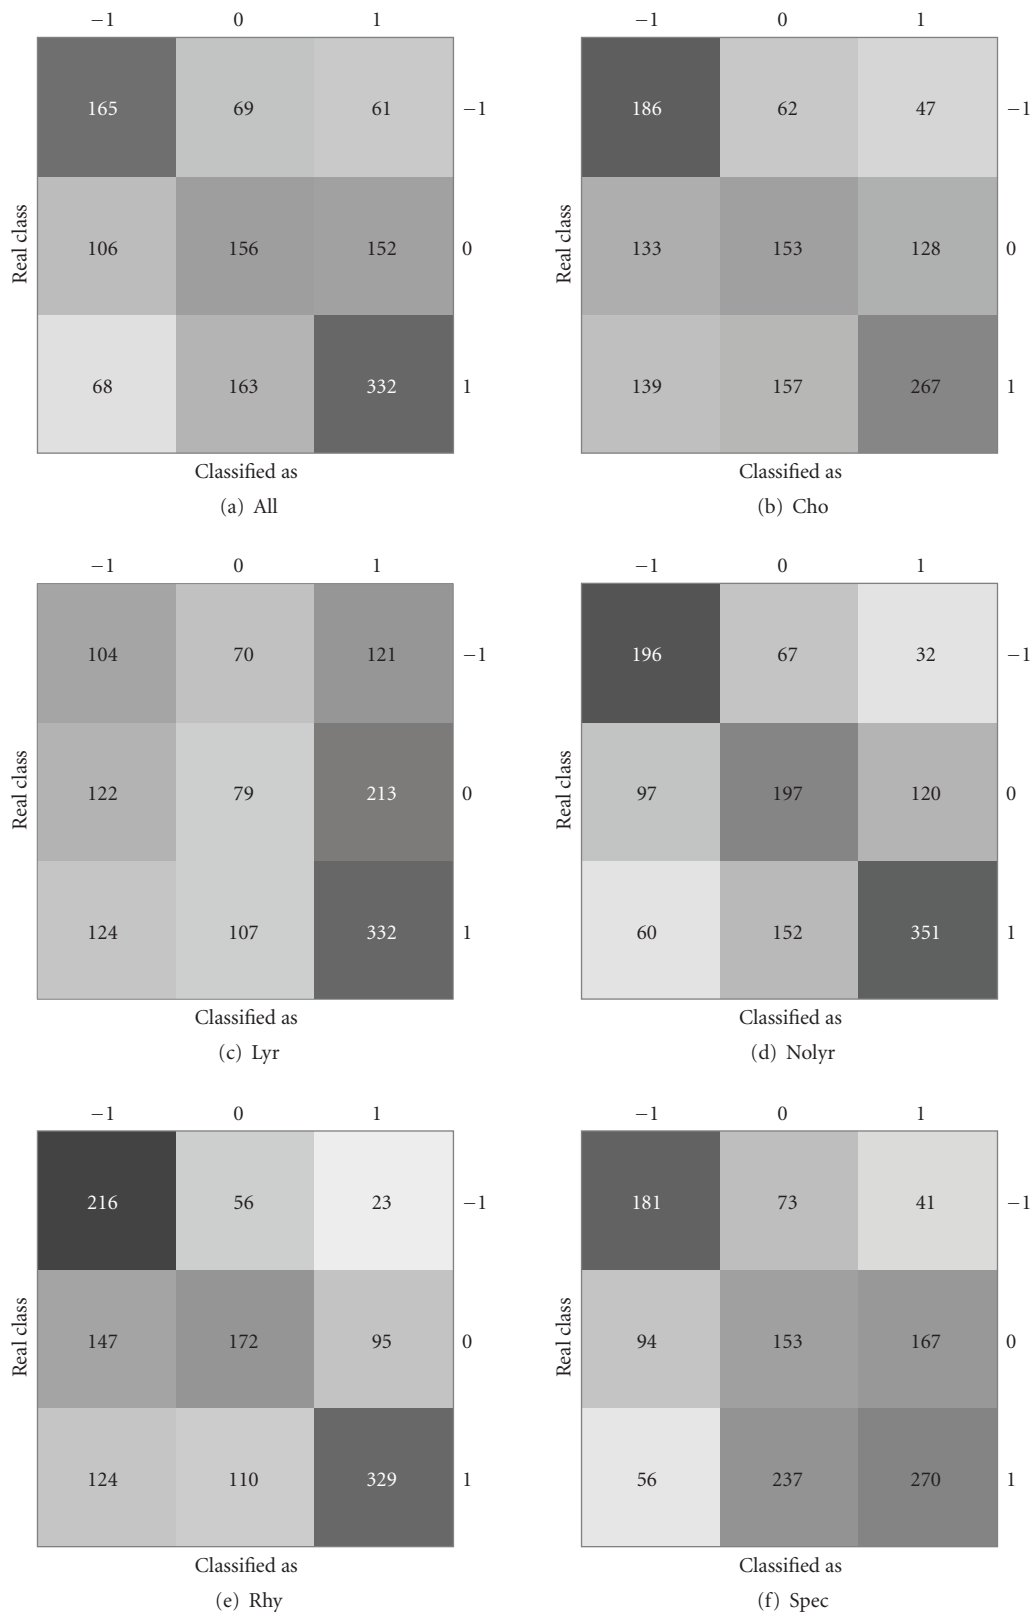 −1 0 1
165 69 61 −1
Real class
106 156 152 0
68 163 332 1
Classified as
(a) All
−1 0 1
186 62 47 −1
Real class
133 153 128 0
139 157 267 1
Classified as
(b) Cho
−1 0 1
104 70 121 −1
Real class
122 79 213 0
124 107 332 1
Classified as
(c) Lyr
−1 0 1
196 67 32 −1
Real class
97 197 120 0
60 152 351 1
Classified as
(d) Nolyr
−1 0 1
216 56 23 −1
Real class
147 172 95 0
124 110 329 1
Classified as
(e) Rhy
−1 0 1
181 73 41 −1
Real class
94 153 167 0
56 237 270 1
Classified as
(f) Spec